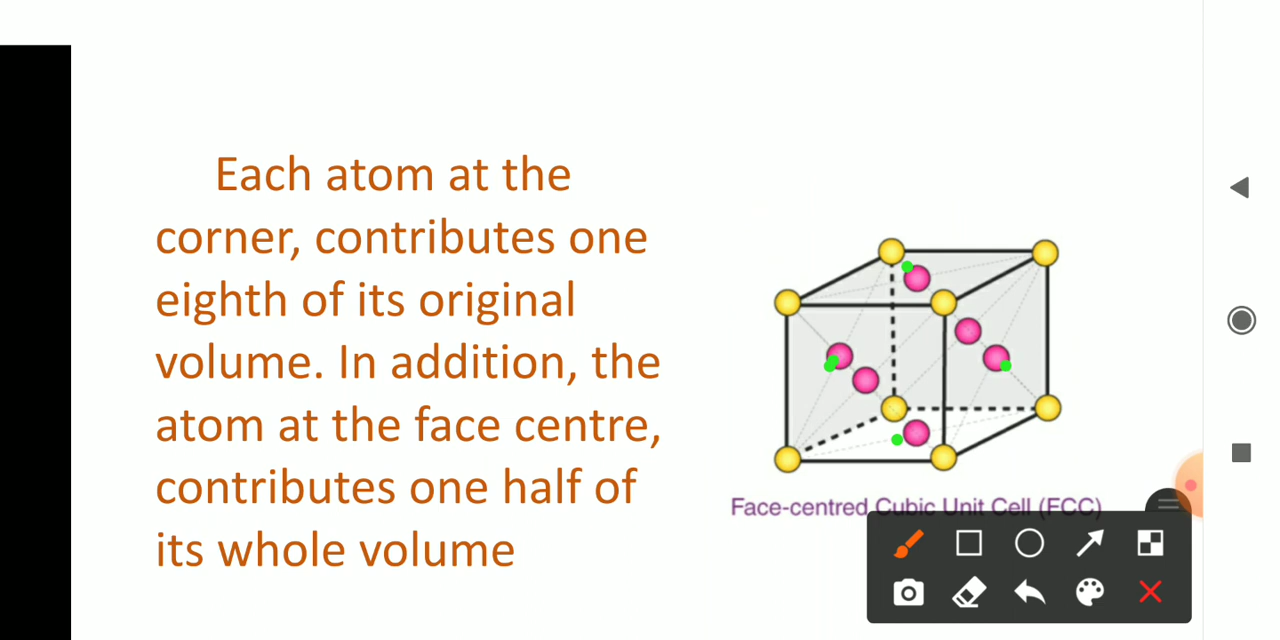 Each atom at the
corner, contributes one
eighth of its original
volume. In addition, the
atom at the face centre,
contributes one half of
its whole volume
Face-centred Cubic Unit Cell (FCC)